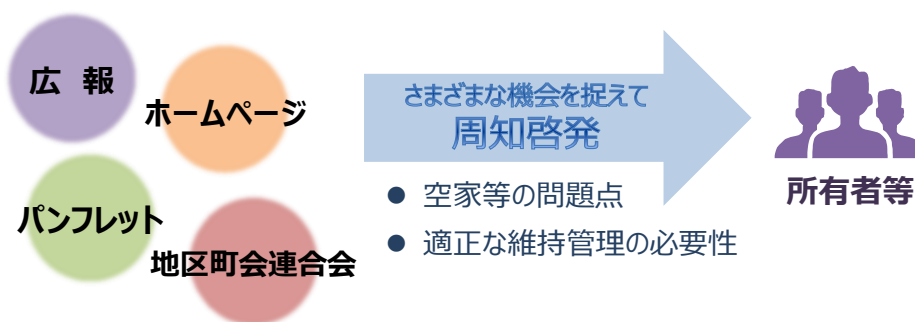 広 報
ホームページ
パンフレット
地区町会連合会
さまざまな機会を捉えて
周知啓発
● 空家等の問題点
● 適正な維持管理の必要性
所有者等